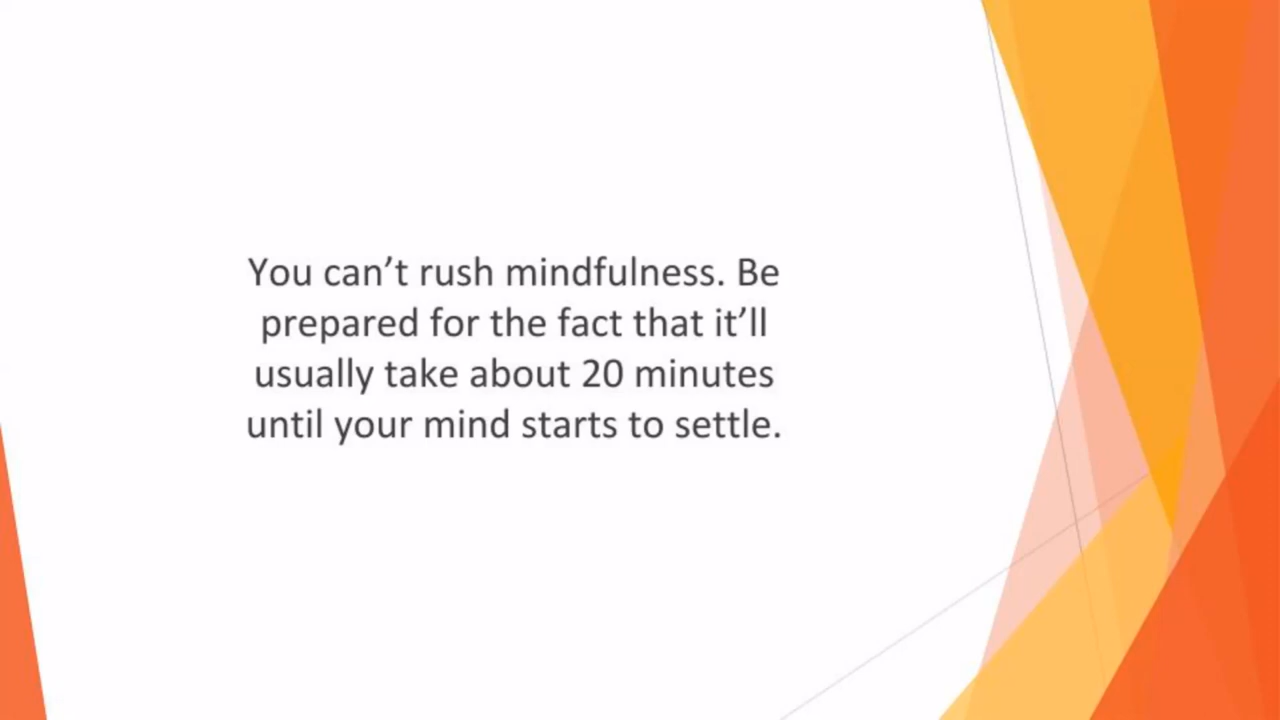 You can’t rush mindfulness. Be
prepared for the fact that it’ll
usually take about 20 minutes
until your mind starts to settle.